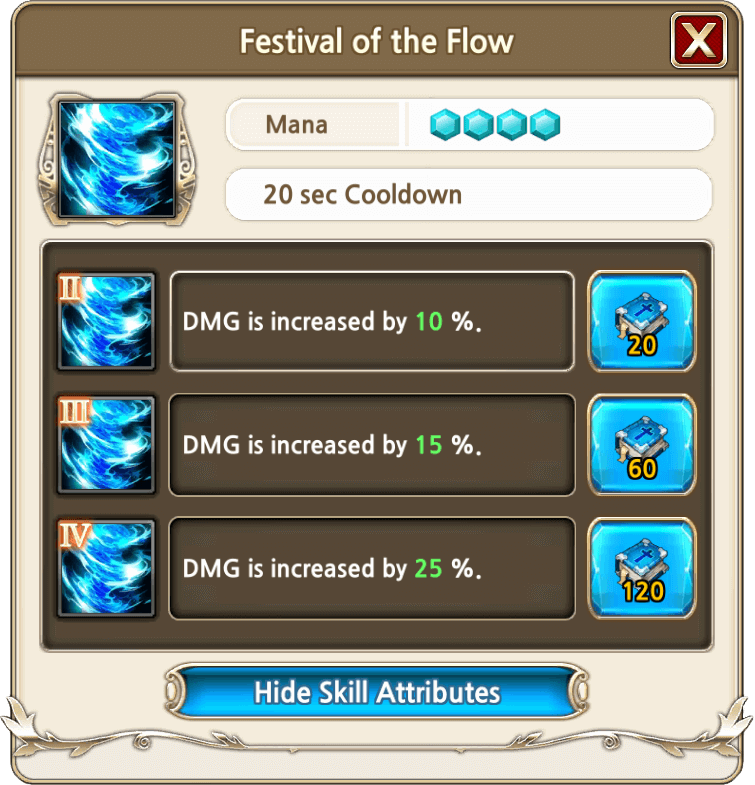 Festival of the Flow
X
Mana
20 sec Cooldown
II
DMG is increased by 10 %.
20
III
DMG is increased by 15 %.
60
IV
DMG is increased by 25 %.
120
Hide Skill Attributes